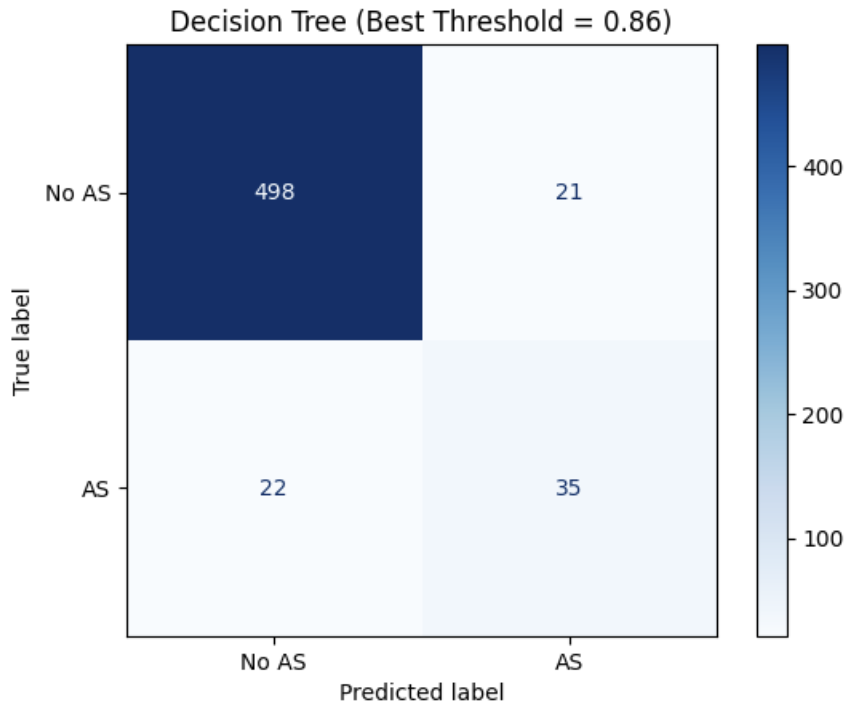 Decision Tree (Best Threshold = 0.86)
No AS
498
21
400
300
True label
200
AS
22
35
100
No AS
AS
Predicted label